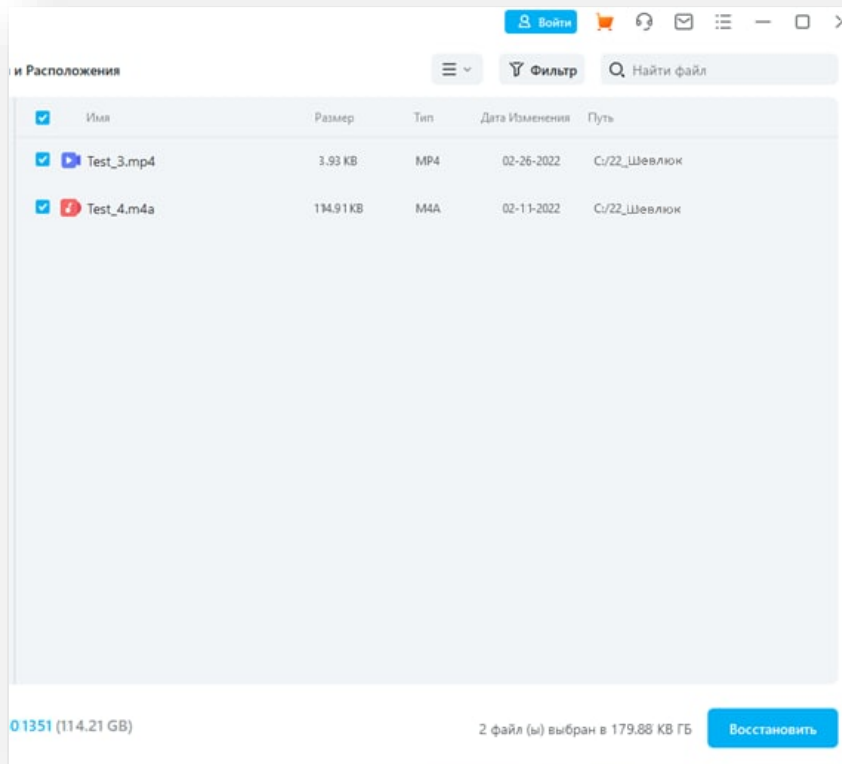 Войти
и Расположения
Фильтр
Найти файл
Имя Размер Тип Дата Изменения Путь
Test_3.mp4 3.93 KB MP4 02-26-2022 C:/22_Шевлюк
Test_4.m4a 114.91 KB M4A 02-11-2022 C:/22_Шевлюк
01351 (114.21 GB)
2 файл (ы) выбран в 179.88 KB ГБ
Восстановить